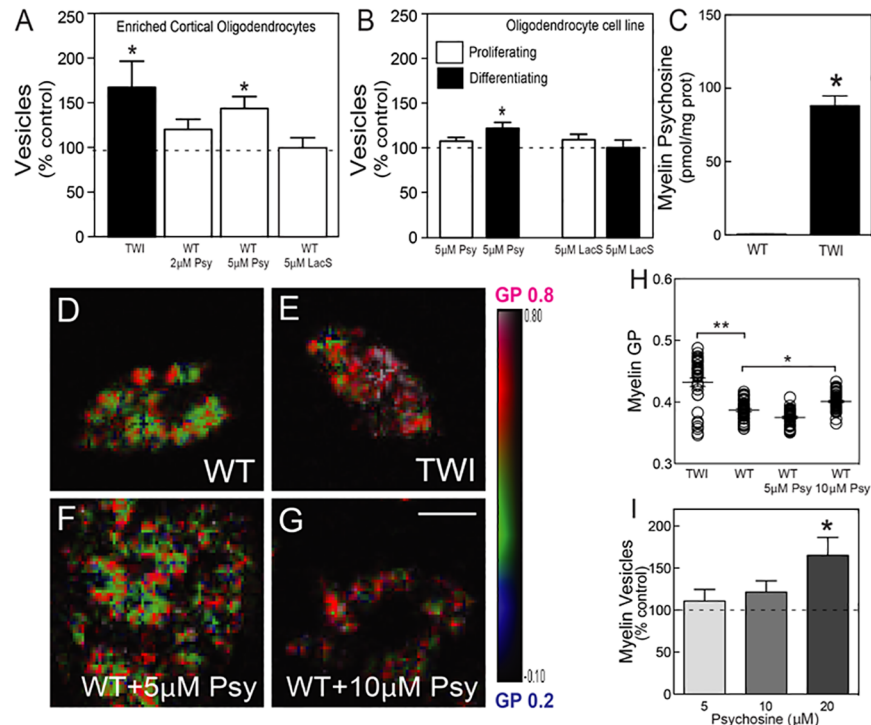 A
Enriched Cortical Oligodendrocytes
Vesicles
(% control)
250
200
150
100
50
0
*
*
TWI
WT
2µM Psy
WT
5µM Psy
WT
5µM LacS
B
Oligodendrocyte cell line
Proliferating
Differentiating
Vesicles
(% control)
250
200
150
100
50
0
*
5µM Psy
5µM Psy
5µM LacS
5µM LacS
C
Myelin Psychosine
(pmol/mg prot)
150
100
50
0
*
WT
TWI
D
WT
E
TWI
F
WT+5µM Psy
G
WT+10µM Psy
GP 0.8
0.80
-0.10
GP 0.2
H
Myelin GP
0.6
0.5
0.4
0.3
**
*
TWI
WT
WT
5µM Psy
WT
10µM Psy
I
Myelin Vesicles
(% control)
200
150
100
50
0
*
5
10
20
Psychosine (µM)